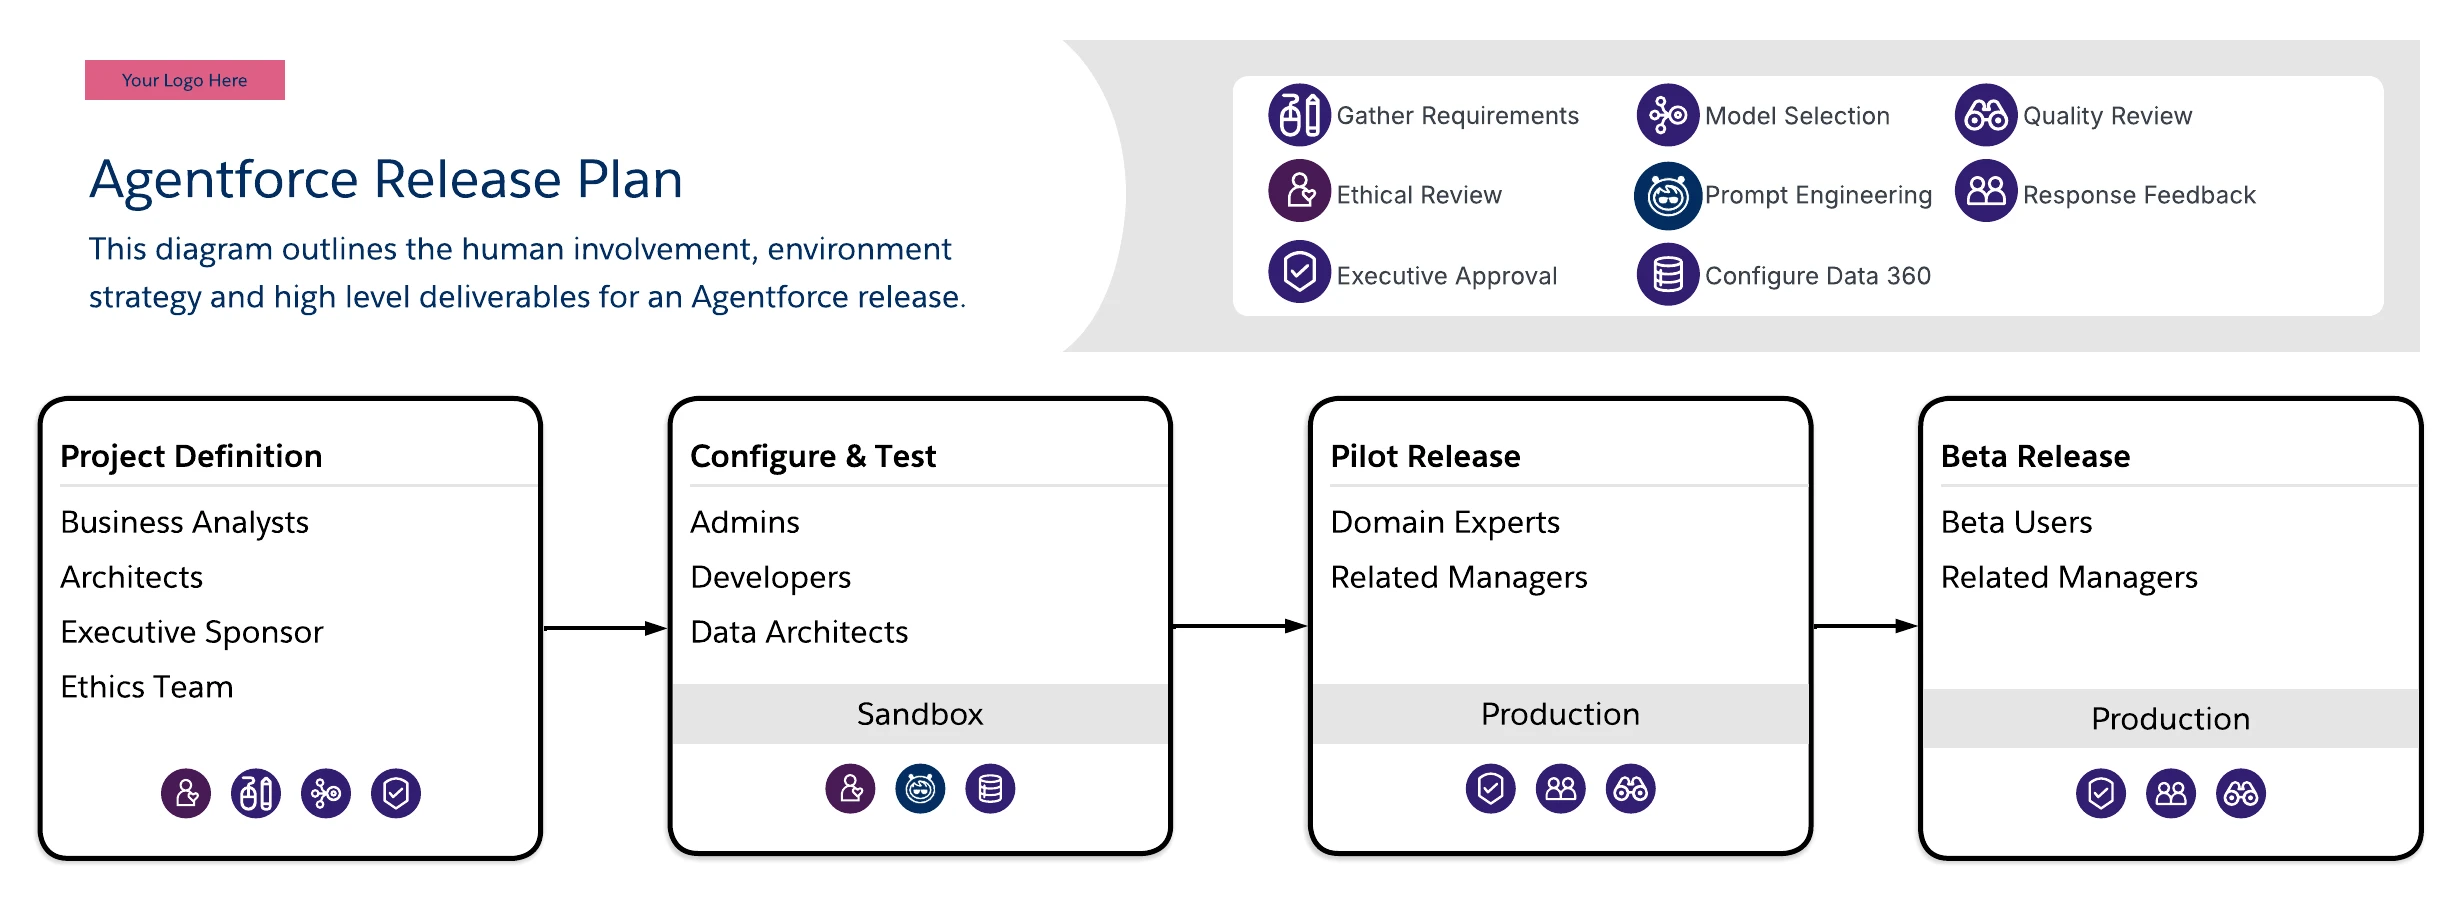 Your Logo Here
Agentforce Release Plan
This diagram outlines the human involvement, environment
strategy and high level deliverables for an Agentforce release.
Gather Requirements
Model Selection
Quality Review
Ethical Review
Prompt Engineering
Response Feedback
Executive Approval
Configure Data 360
Project Definition
Business Analysts
Architects
Executive Sponsor
Ethics Team
Configure & Test
Admins
Developers
Data Architects
Sandbox
Pilot Release
Domain Experts
Related Managers
Production
Beta Release
Beta Users
Related Managers
Production